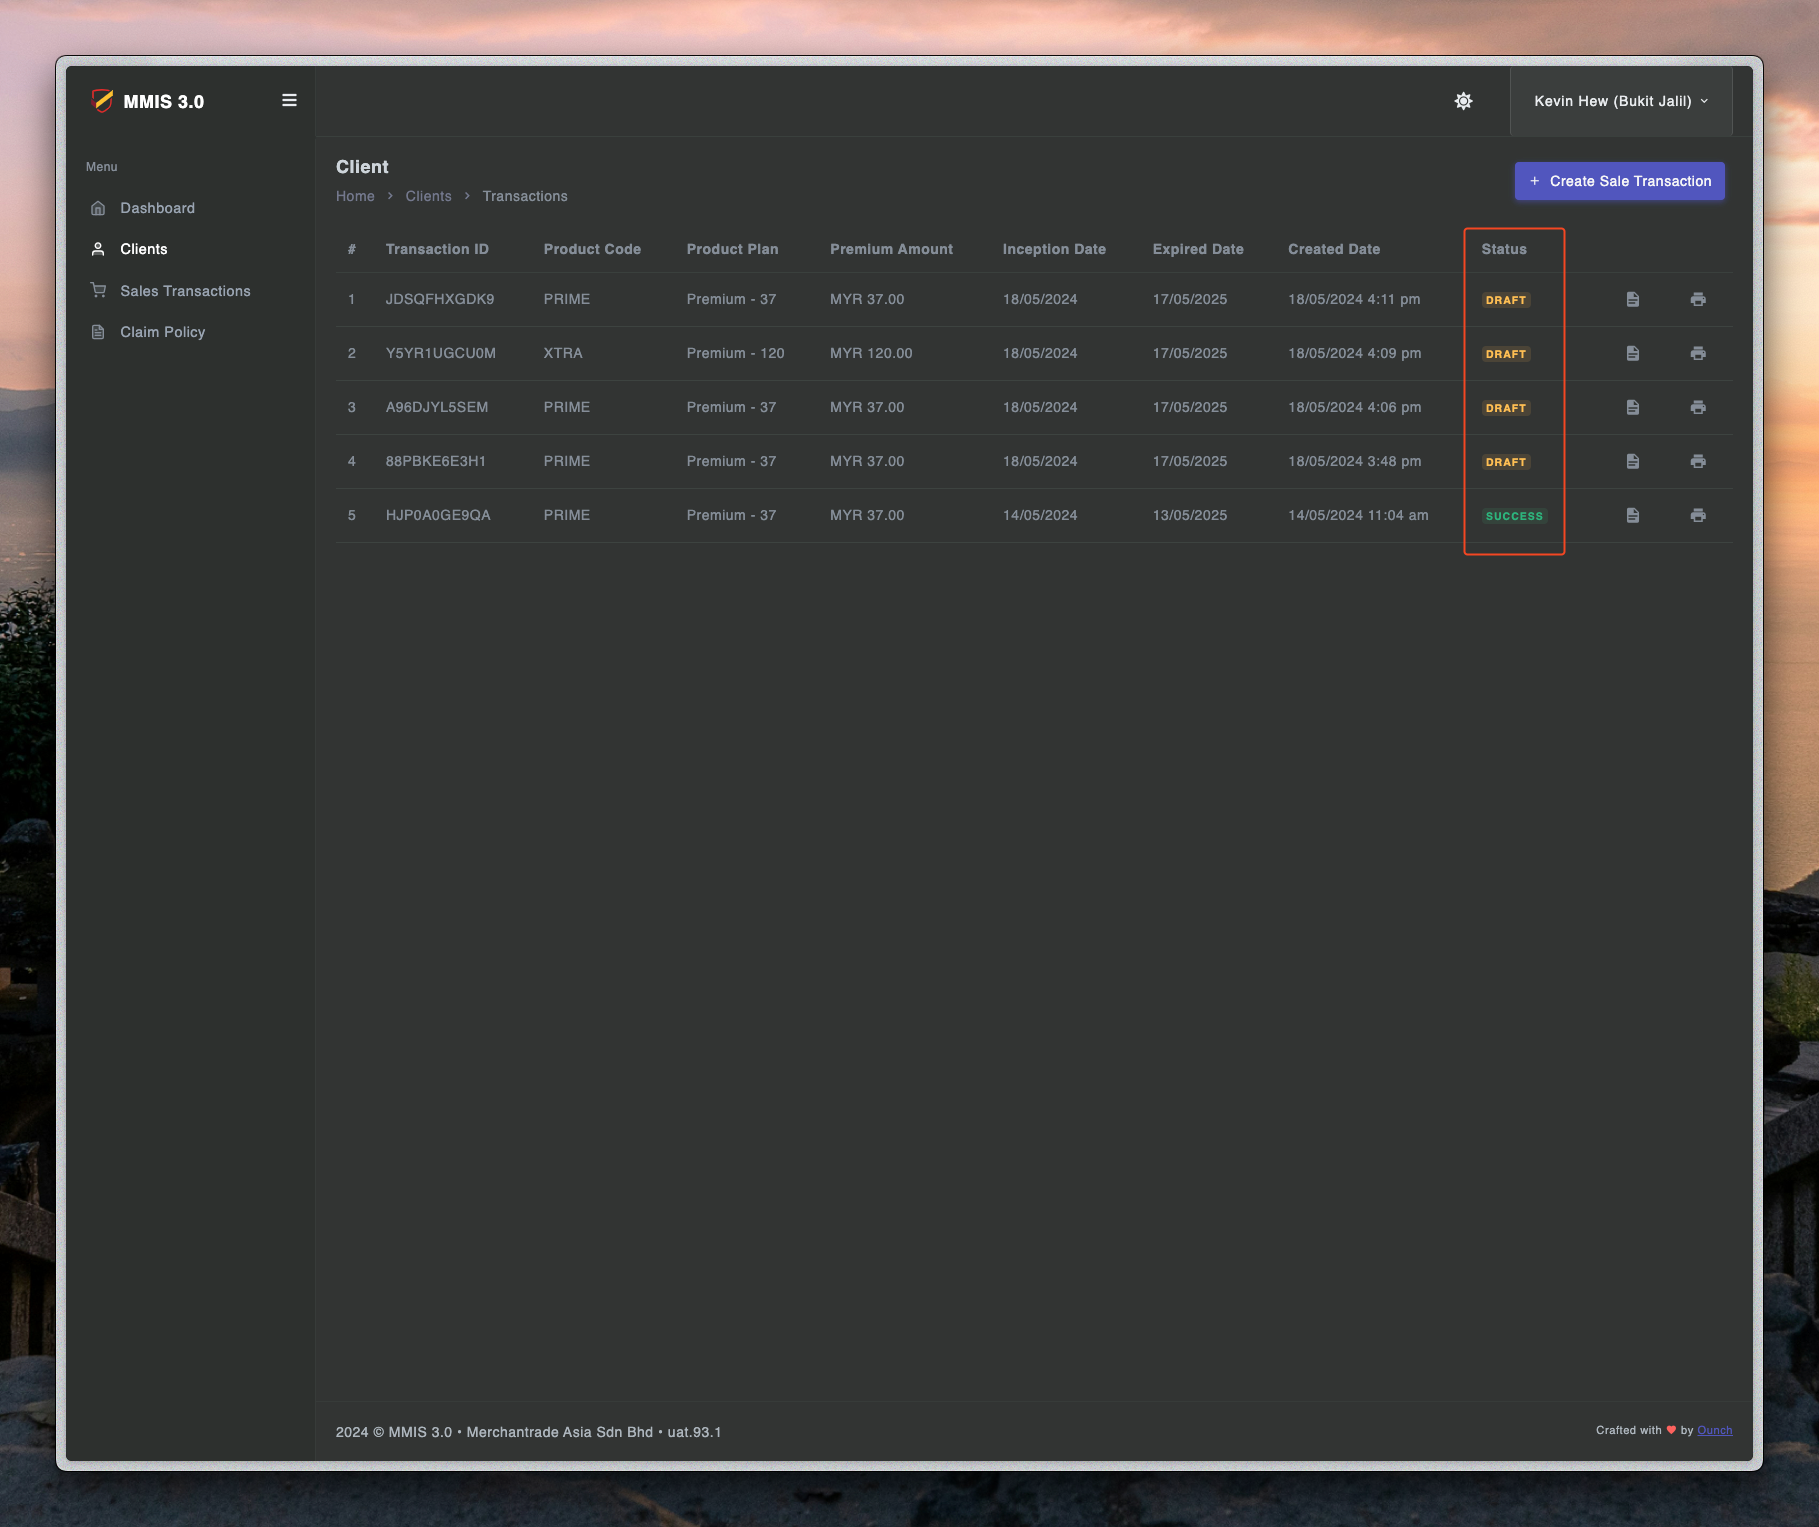 MMIS 3.0
Kevin Hew (Bukit Jalil)
Menu
Dashboard
Clients
Sales Transactions
Claim Policy
Client
Home > Clients > Transactions
+ Create Sale Transaction
# Transaction ID Product Code Product Plan Premium Amount Inception Date Expired Date Created Date Status
1 JDSQFHXGDK9 PRIME Premium - 37 MYR 37.00 18/05/2024 17/05/2025 18/05/2024 4:11 pm DRAFT
2 Y5YR1UGCU0M XTRA Premium - 120 MYR 120.00 18/05/2024 17/05/2025 18/05/2024 4:09 pm DRAFT
3 A96DJYL5SEM PRIME Premium - 37 MYR 37.00 18/05/2024 17/05/2025 18/05/2024 4:06 pm DRAFT
4 88PBKE6E3H1 PRIME Premium - 37 MYR 37.00 18/05/2024 17/05/2025 18/05/2024 3:48 pm DRAFT
5 HJP0A0GE9QA PRIME Premium - 37 MYR 37.00 14/05/2024 13/05/2025 14/05/2024 11:04 am SUCCESS
2024 © MMIS 3.0 • Merchantrade Asia Sdn Bhd • uat.93.1
Crafted with ♥ by Ounch